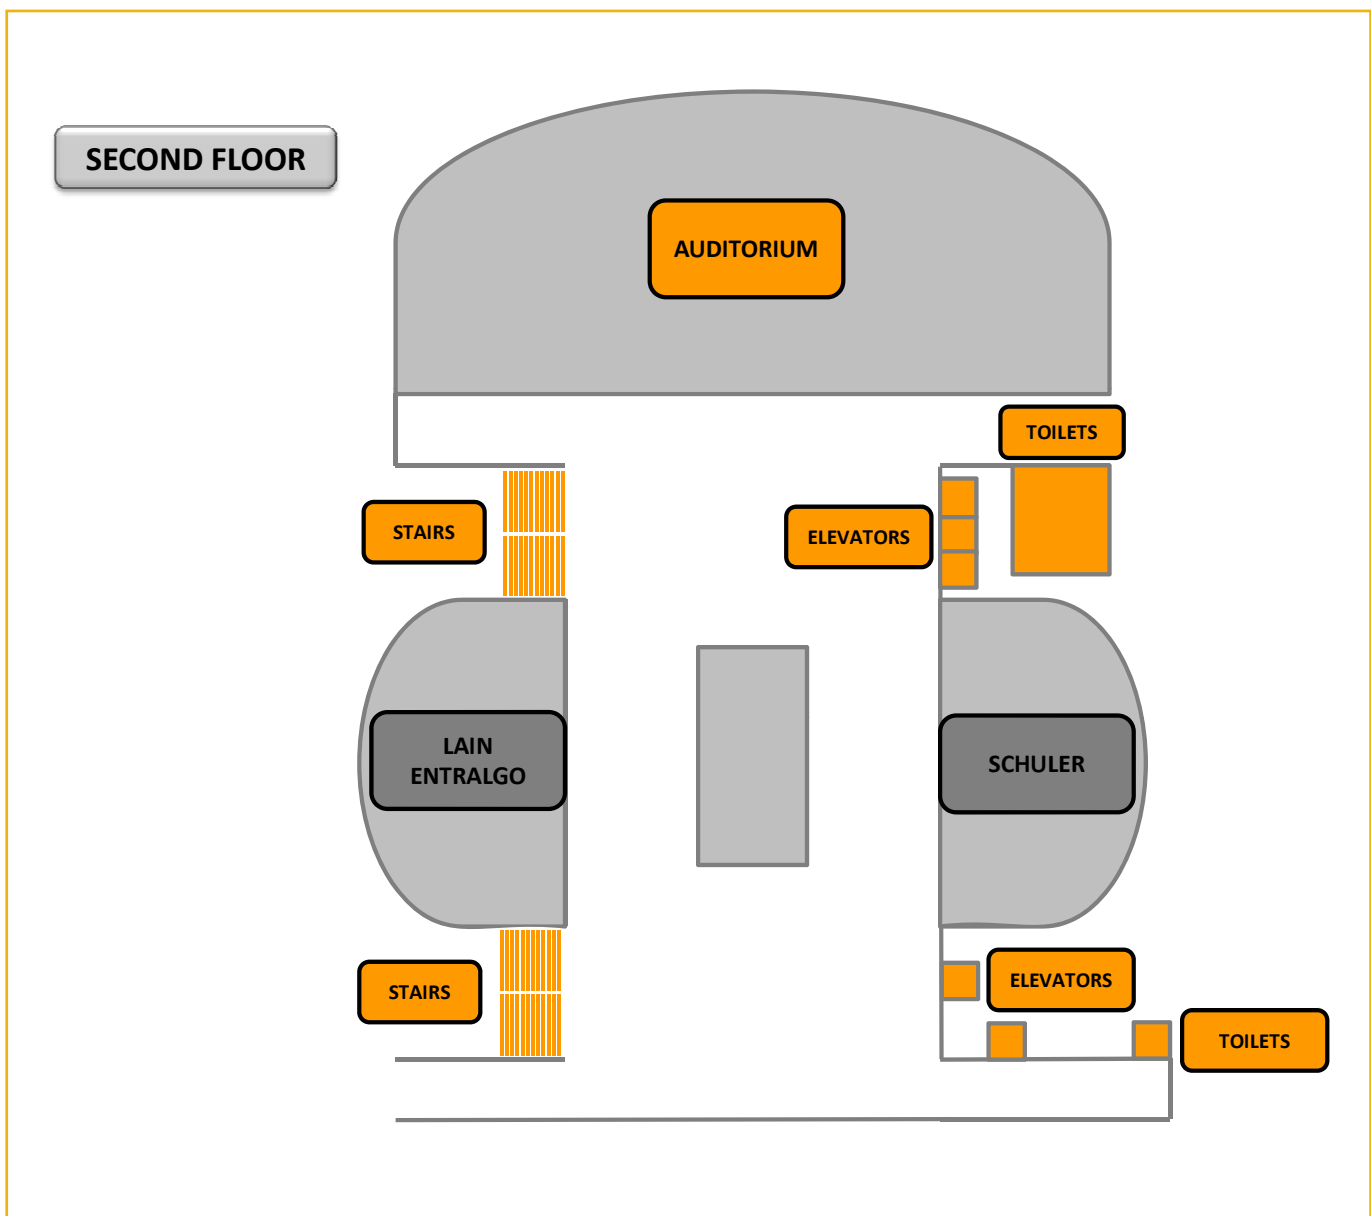 SECOND FLOOR
AUDITORIUM
TOILETS
STAIRS
ELEVATORS
LAIN
ENTRALGO
SCHULER
STAIRS
ELEVATORS
TOILETS